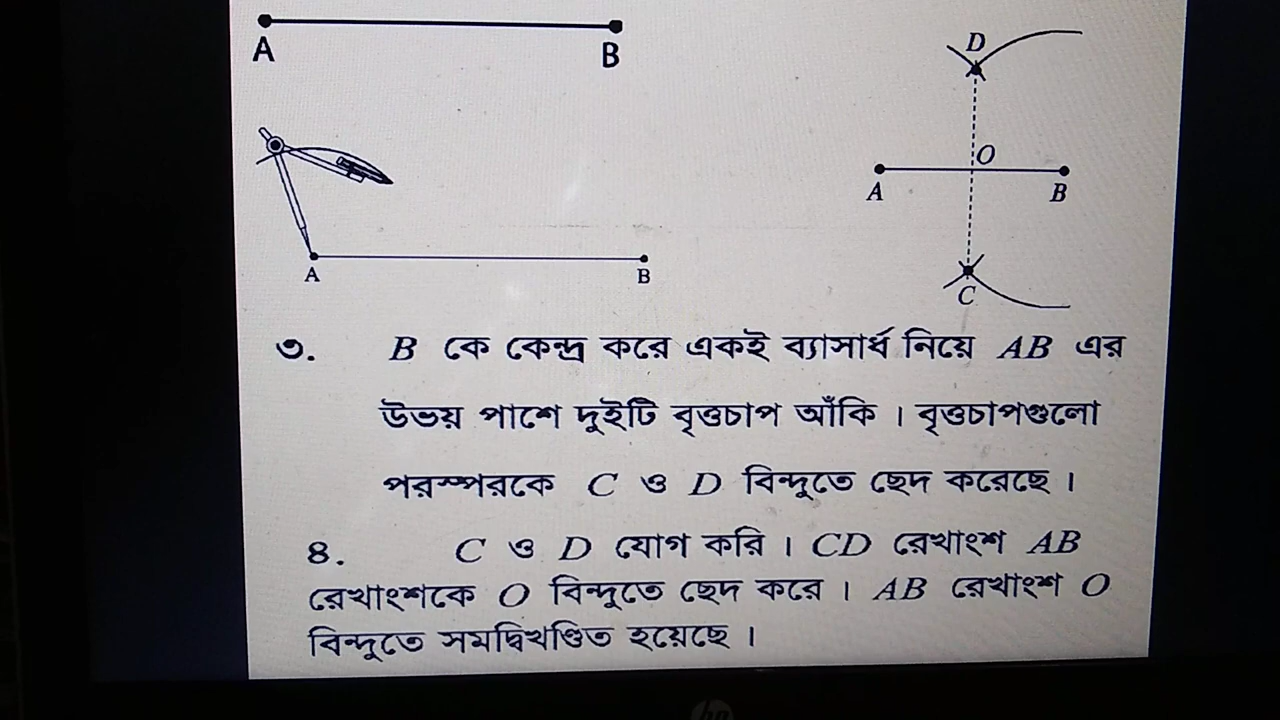 A B
D
O
A B
A B
C
৩. B কে কেন্দ্র করে একই ব্যাসার্ধ নিয়ে AB এর
উভয় পাশে দুইটি বৃত্তচাপ আঁকি । বৃত্তচাপগুলো
পরস্পরকে C ও D বিন্দুতে ছেদ করেছে ।
৪. C ও D যোগ করি । CD রেখাংশ AB
রেখাংশকে O বিন্দুতে ছেদ করে । AB রেখাংশ O
বিন্দুতে সমদ্বিখণ্ডিত হয়েছে ।
hp